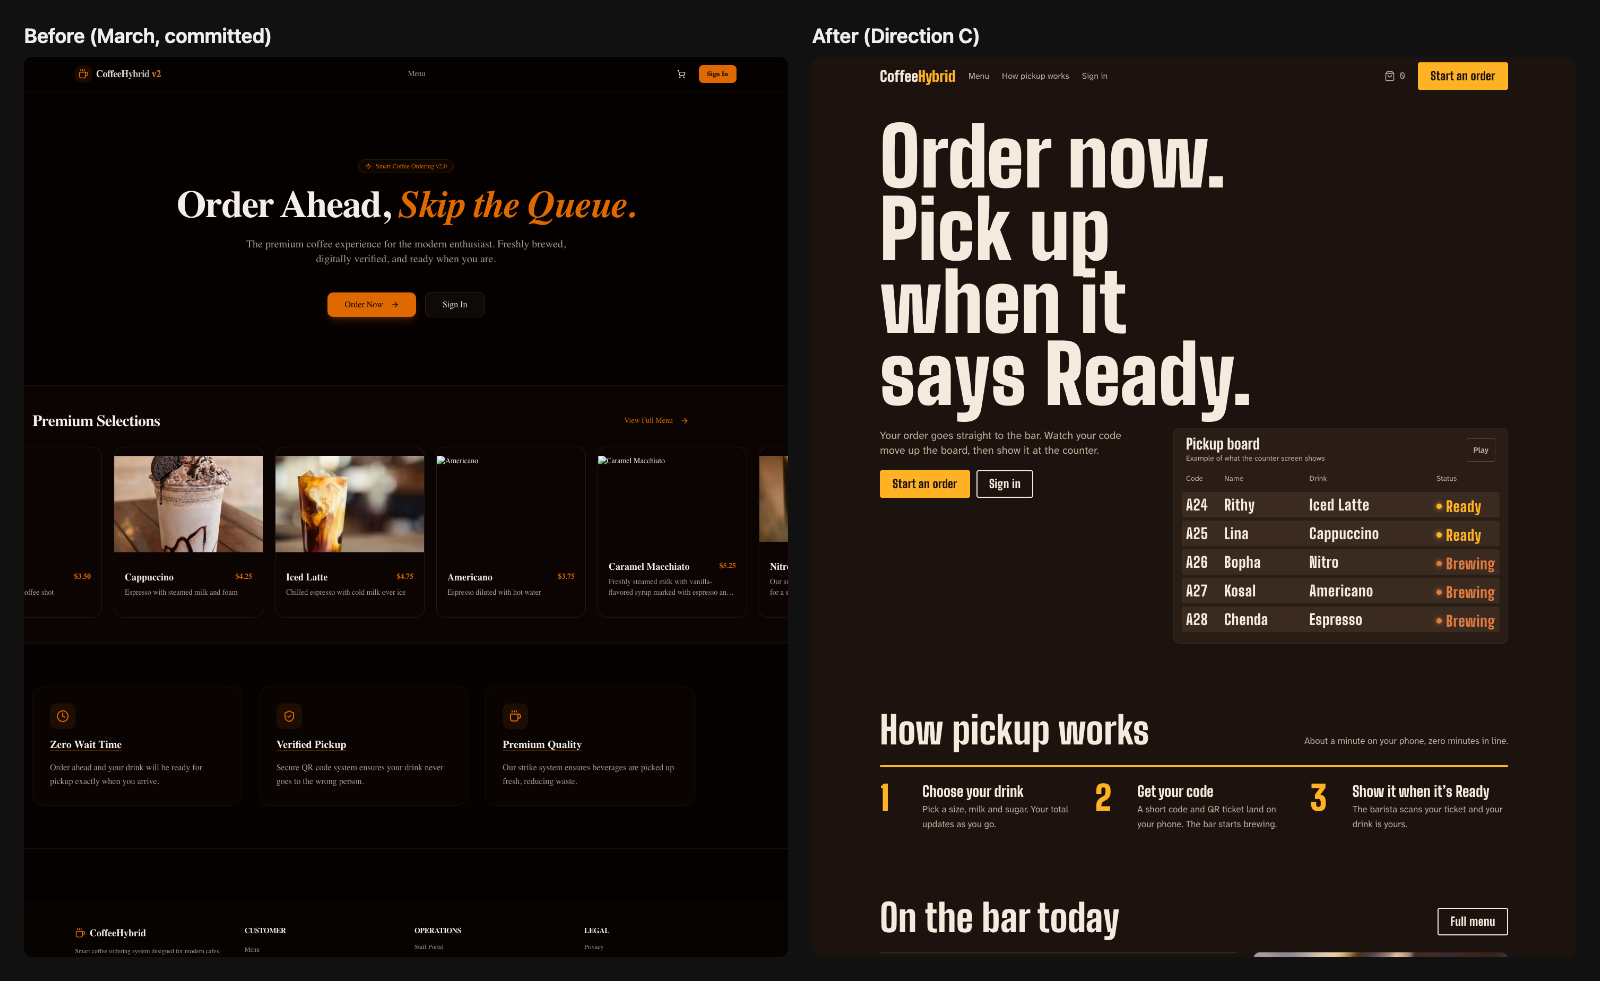 Before (March, committed)
CoffeeHybrid v2
Menu
Sign In
Smart Coffee Ordering v2.0
Order Ahead, Skip the Queue.
The premium coffee experience for the modern enthusiast. Freshly brewed,
digitally verified, and ready when you are.
Order Now
Sign In
Premium Selections
View Full Menu
$3.50
offee shot
Cappuccino
$4.25
Espresso with steamed milk and foam
Iced Latte
$4.75
Chilled espresso with cold milk over ice
Americano
Americano
$3.75
Espresso diluted with hot water
Caramel Macchiato
Caramel Macchiato
$5.25
Freshly steamed milk with vanilla-
flavored syrup marked with espresso an...
Nitr
Our c
for a s
Zero Wait Time
Order ahead and your drink will be ready for
pickup exactly when you arrive.
Verified Pickup
Secure QR code system ensures your drink never
goes to the wrong person.
Premium Quality
Our strike system ensures beverages are picked up
fresh, reducing waste.
CoffeeHybrid
Smart coffee ordering system designed for modern cafes
CUSTOMER
Menu
OPERATIONS
Staff Portal
LEGAL
Privacy
After (Direction C)
CoffeeHybrid
Menu
How pickup works
Sign in
0
Start an order
Order now.
Pick up
when it
says Ready.
Your order goes straight to the bar. Watch your code
move up the board, then show it at the counter.
Start an order
Sign in
Pickup board
Example of what the counter screen shows
Play
Code Name Drink Status
A24 Rithy Iced Latte Ready
A25 Lina Cappuccino Ready
A26 Bopha Nitro Brewing
A27 Kosal Americano Brewing
A28 Chenda Espresso Brewing
How pickup works
About a minute on your phone, zero minutes in line.
1
Choose your drink
Pick a size, milk and sugar. Your total
updates as you go.
2
Get your code
A short code and QR ticket land on
your phone. The bar starts brewing.
3
Show it when it's Ready
The barista scans your ticket and your
drink is yours.
On the bar today
Full menu